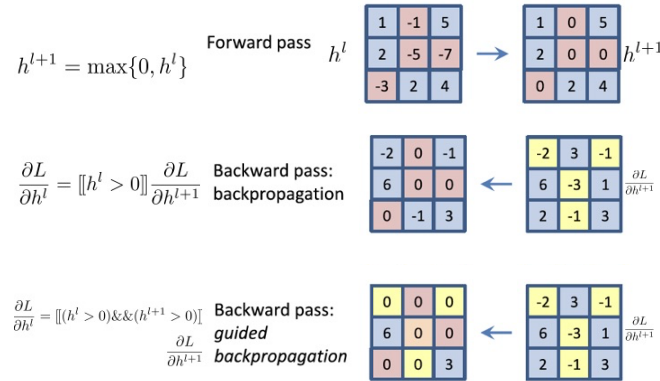 Forward pass
h^{l+1} = max{0, h^l}
h^l
1 -1 5
2 -5 -7
-3 2 4
1 0 5
2 0 0
0 2 4
h^{l+1}
∂L/∂h^l = [[h^l > 0]] ∂L/∂h^{l+1}
Backward pass:
backpropagation
-2 0 -1
6 0 0
0 -1 3
-2 3 -1
6 -3 1
2 -1 3
∂L/∂h^{l+1}
∂L/∂h^l = [[(h^l > 0)&&(h^{l+1} > 0)]]
∂L/∂h^{l+1}
Backward pass:
guided
backpropagation
0 0 0
6 0 0
0 0 3
-2 3 -1
6 -3 1
2 -1 3
∂L/∂h^{l+1}